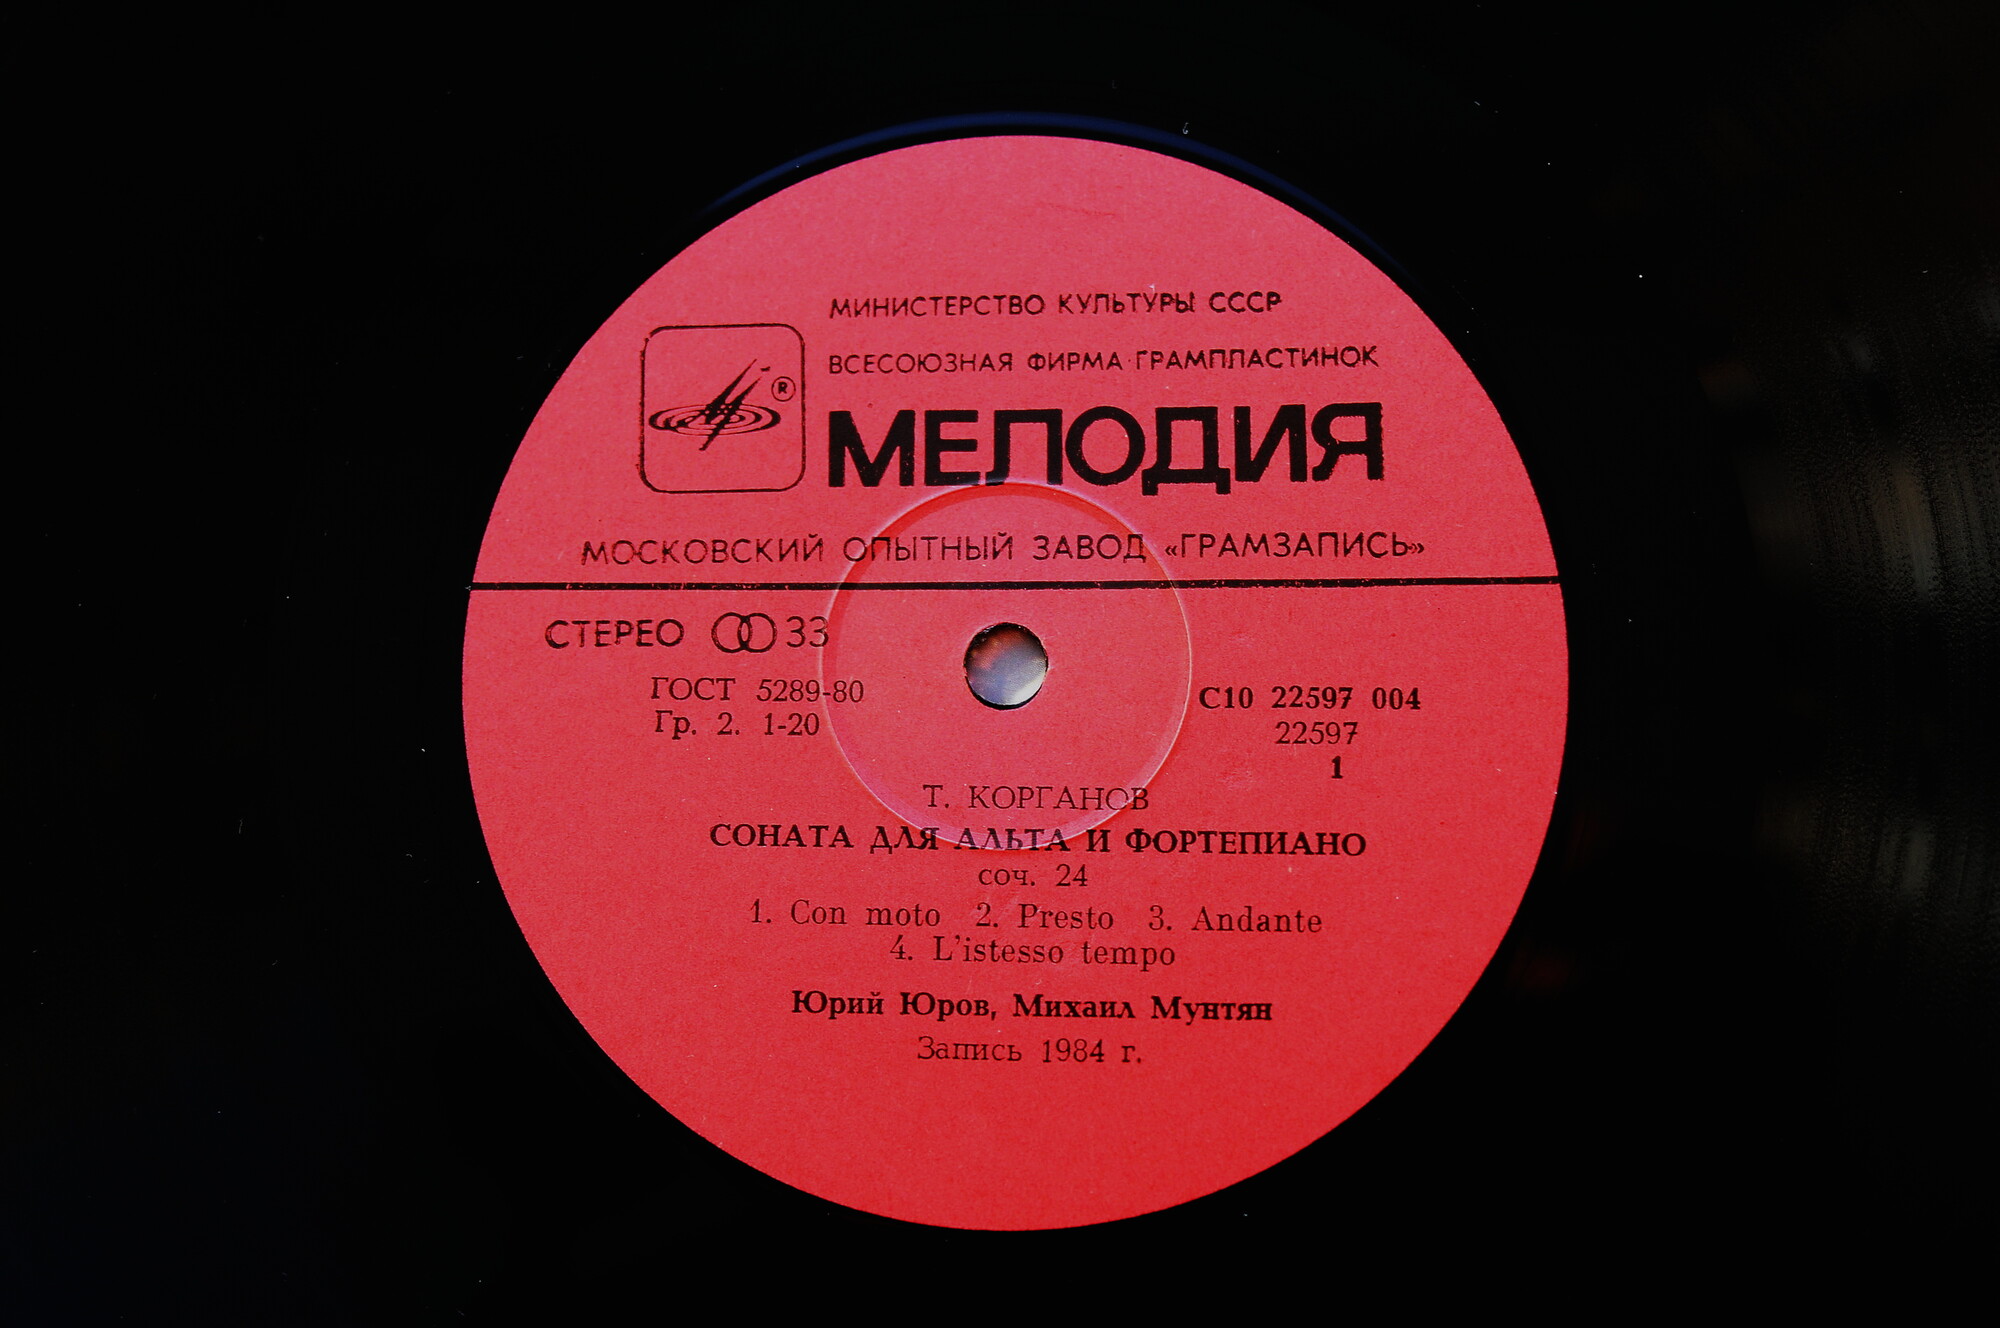 МИНИСТЕРСТВО КУЛЬТУРЫ СССР
ВСЕСОЮЗНАЯ ФИРМА ГРАМПЛАСТИНОК
®
МЕЛОДИЯ
МОСКОВСКИЙ ОПЫТНЫЙ ЗАВОД «ГРАМЗАПИСЬ»
СТЕРЕО 33
ГОСТ 5289-80
Гр. 2. 1-20
С10 22597 004
22597
1
Т. КОРГАНОВ
СОНАТА ДЛЯ АЛЬТА И ФОРТЕПИАНО
соч. 24
1. Con moto 2. Presto 3. Andante
4. L'istesso tempo
Юрий Юров, Михаил Мунтян
Запись 1984 г.